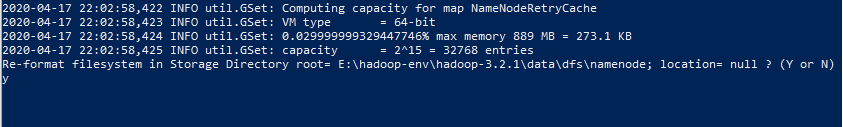 2020-04-17 22:02:58,422 INFO util.GSet: Computing capacity for map NameNodeRetryCache
2020-04-17 22:02:58,423 INFO util.GSet: VM type       = 64-bit
2020-04-17 22:02:58,424 INFO util.GSet: 0.029999999329447746% max memory 889 MB = 273.1 KB
2020-04-17 22:02:58,425 INFO util.GSet: capacity      = 2^15 = 32768 entries
Re-format filesystem in Storage Directory root= E:\hadoop-env\hadoop-3.2.1\data\dfs\namenode; location= null ? (Y or N)
y